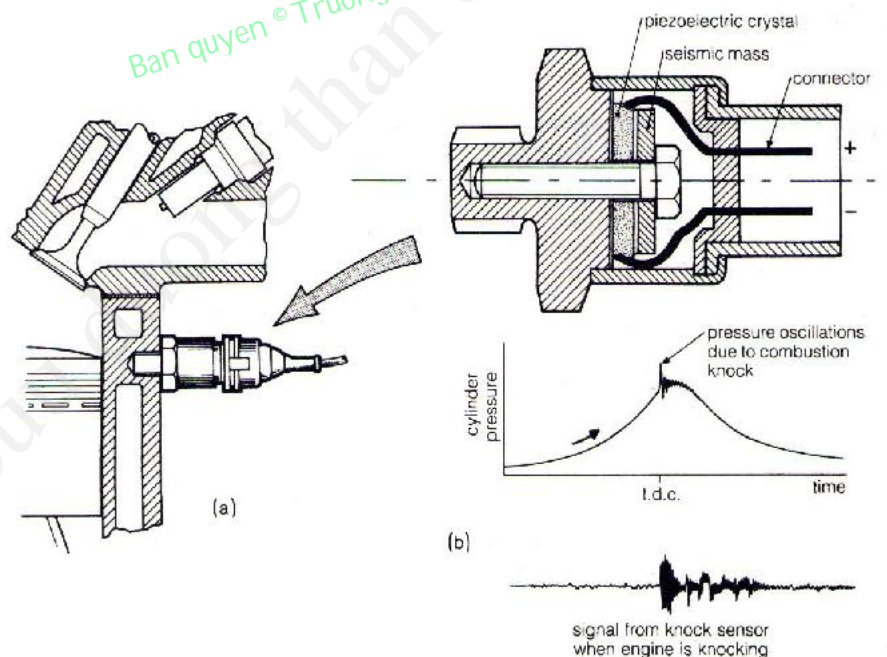 Ban quyen © Truong
piezoelectric crystal
seismic mass
connector
+
−
(a)
pressure oscillations
due to combustion
knock
cylinder
pressure
t.d.c.
time
(b)
signal from knock sensor
when engine is knocking